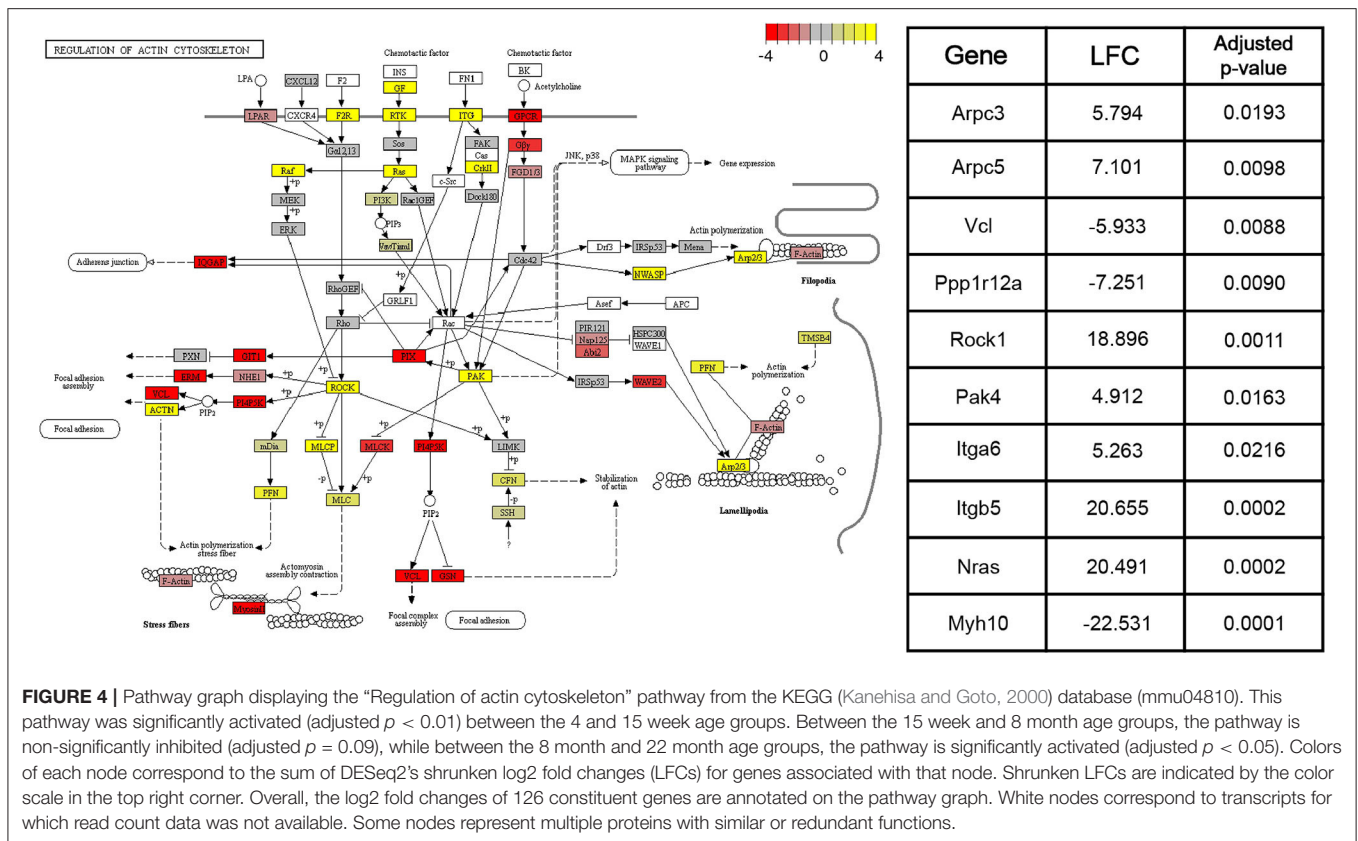 REGULATION OF ACTIN CYTOSKELETON
-4 0 4
Chemotactic factor Chemotactic factor
LPA CXCL12 F2 INS GF FN1 BK
Acetylcholine
LPAR CXCR4 F2R RTK ITG GPCR
Gα12,13 Sos FAK Gβγ
Cas
JNK, p38 MAPK signaling pathway Gene expression
Raf Ras CrkII FGD1/3
+p c-Src
MEK PI3K Rac1GEF Dock180
+p PIP3
ERK Vav/Tiam1
Actin polymerization
Drf3 IRSp53 Mena
Adherens junction IQGAP +p Cdc42 Arp2/3 F-Actin
NWASP Filopodia
RhoGEF GRLF1 Asef APC
Rho Rac PIR121 HSPC300
Nap125 WAVE1 TMSB4
Abi2
PXN GIT1 PIX
+p PFN Actin polymerization
Focal adhesion assembly ERM NHE1 +p PAK IRSp53 WAVE2
ROCK
VCL PI4P5K +p
ACTN PIP2 F-Actin
Focal adhesion +p +p
mDia MLCP MLCK PI4P5K LIMK Arp2/3
+p
PFN -p +p CFN Stabilization of actin
MLC -p Lamellipodia
PIP2 SSH
?
Actin polymerization stress fiber
Actomyosin assembly contraction
F-Actin VCL GSN
MyosinII
Stress fibers Focal complex assembly Focal adhesion
Gene LFC Adjusted p-value
Arpc3 5.794 0.0193
Arpc5 7.101 0.0098
Vcl -5.933 0.0088
Ppp1r12a -7.251 0.0090
Rock1 18.896 0.0011
Pak4 4.912 0.0163
Itga6 5.263 0.0216
Itgb5 20.655 0.0002
Nras 20.491 0.0002
Myh10 -22.531 0.0001
FIGURE 4 | Pathway graph displaying the “Regulation of actin cytoskeleton” pathway from the KEGG (Kanehisa and Goto, 2000) database (mmu04810). This
pathway was significantly activated (adjusted p < 0.01) between the 4 and 15 week age groups. Between the 15 week and 8 month age groups, the pathway is
non-significantly inhibited (adjusted p = 0.09), while between the 8 month and 22 month age groups, the pathway is significantly activated (adjusted p < 0.05). Colors
of each node correspond to the sum of DESeq2’s shrunken log2 fold changes (LFCs) for genes associated with that node. Shrunken LFCs are indicated by the color
scale in the top right corner. Overall, the log2 fold changes of 126 constituent genes are annotated on the pathway graph. White nodes correspond to transcripts for
which read count data was not available. Some nodes represent multiple proteins with similar or redundant functions.